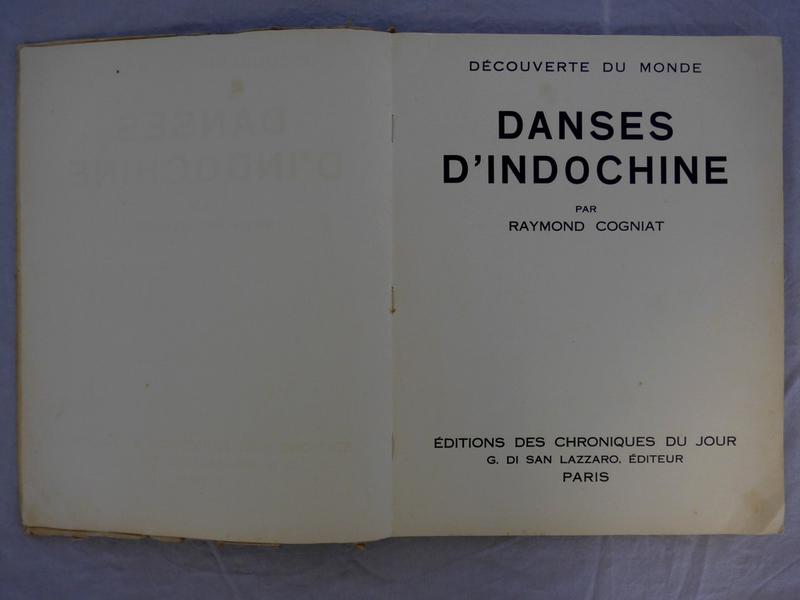 DÉCOUVERTE DU MONDE
DANSES
D'INDOCHINE
PAR
RAYMOND COGNIAT
ÉDITIONS DES CHRONIQUES DU JOUR
G. DI SAN LAZZARO, ÉDITEUR
PARIS